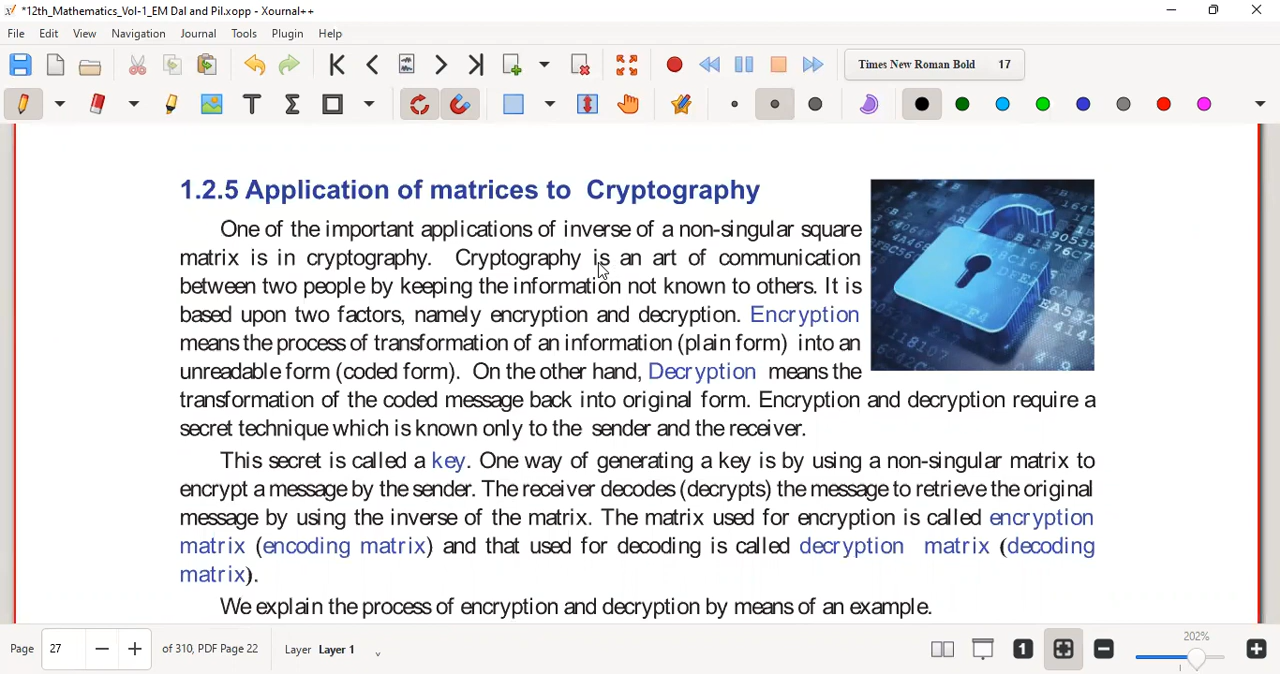 *12th_Mathematics_Vol-1_EM Dal and Pil.xopp - Xournal++
File Edit View Navigation Journal Tools Plugin Help
Times New Roman Bold 17
1.2.5 Application of matrices to Cryptography
One of the important applications of inverse of a non-singular square
matrix is in cryptography. Cryptography is an art of communication
between two people by keeping the information not known to others. It is
based upon two factors, namely encryption and decryption. Encryption
means the process of transformation of an information (plain form) into an
unreadable form (coded form). On the other hand, Decryption means the
transformation of the coded message back into original form. Encryption and decryption require a
secret technique which is known only to the sender and the receiver.
This secret is called a key. One way of generating a key is by using a non-singular matrix to
encrypt a message by the sender. The receiver decodes (decrypts) the message to retrieve the original
message by using the inverse of the matrix. The matrix used for encryption is called encryption
matrix (encoding matrix) and that used for decoding is called decryption matrix (decoding
matrix).
We explain the process of encryption and decryption by means of an example.
Page 27 of 310, PDF Page 22 Layer Layer 1 202%